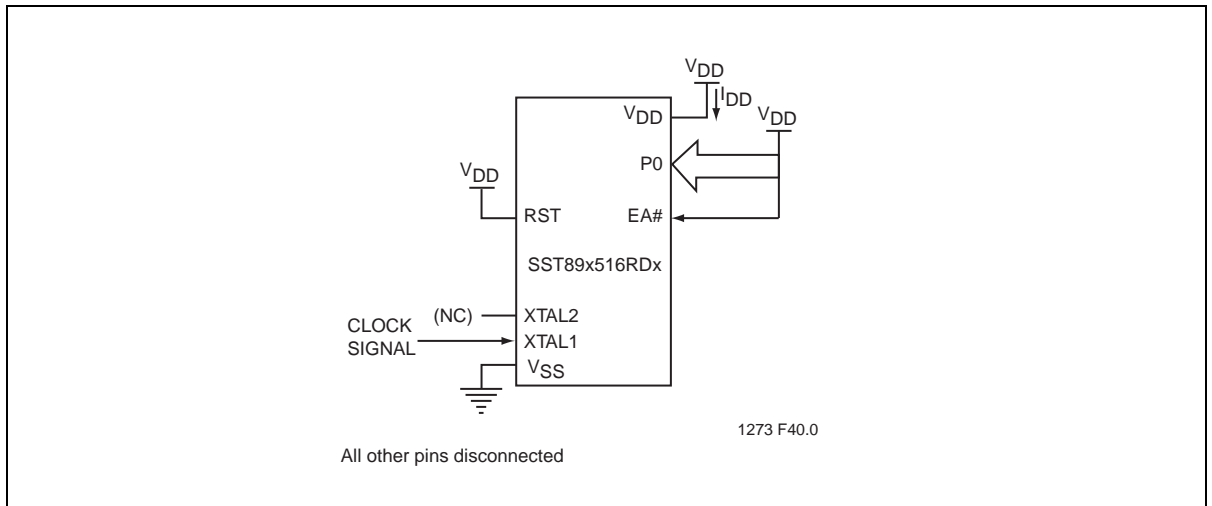 VDD
IDD
VDD
VDD
P0
VDD
RST
EA#
SST89x516RDx
(NC)
XTAL2
CLOCK
SIGNAL
XTAL1
VSS
1273 F40.0
All other pins disconnected